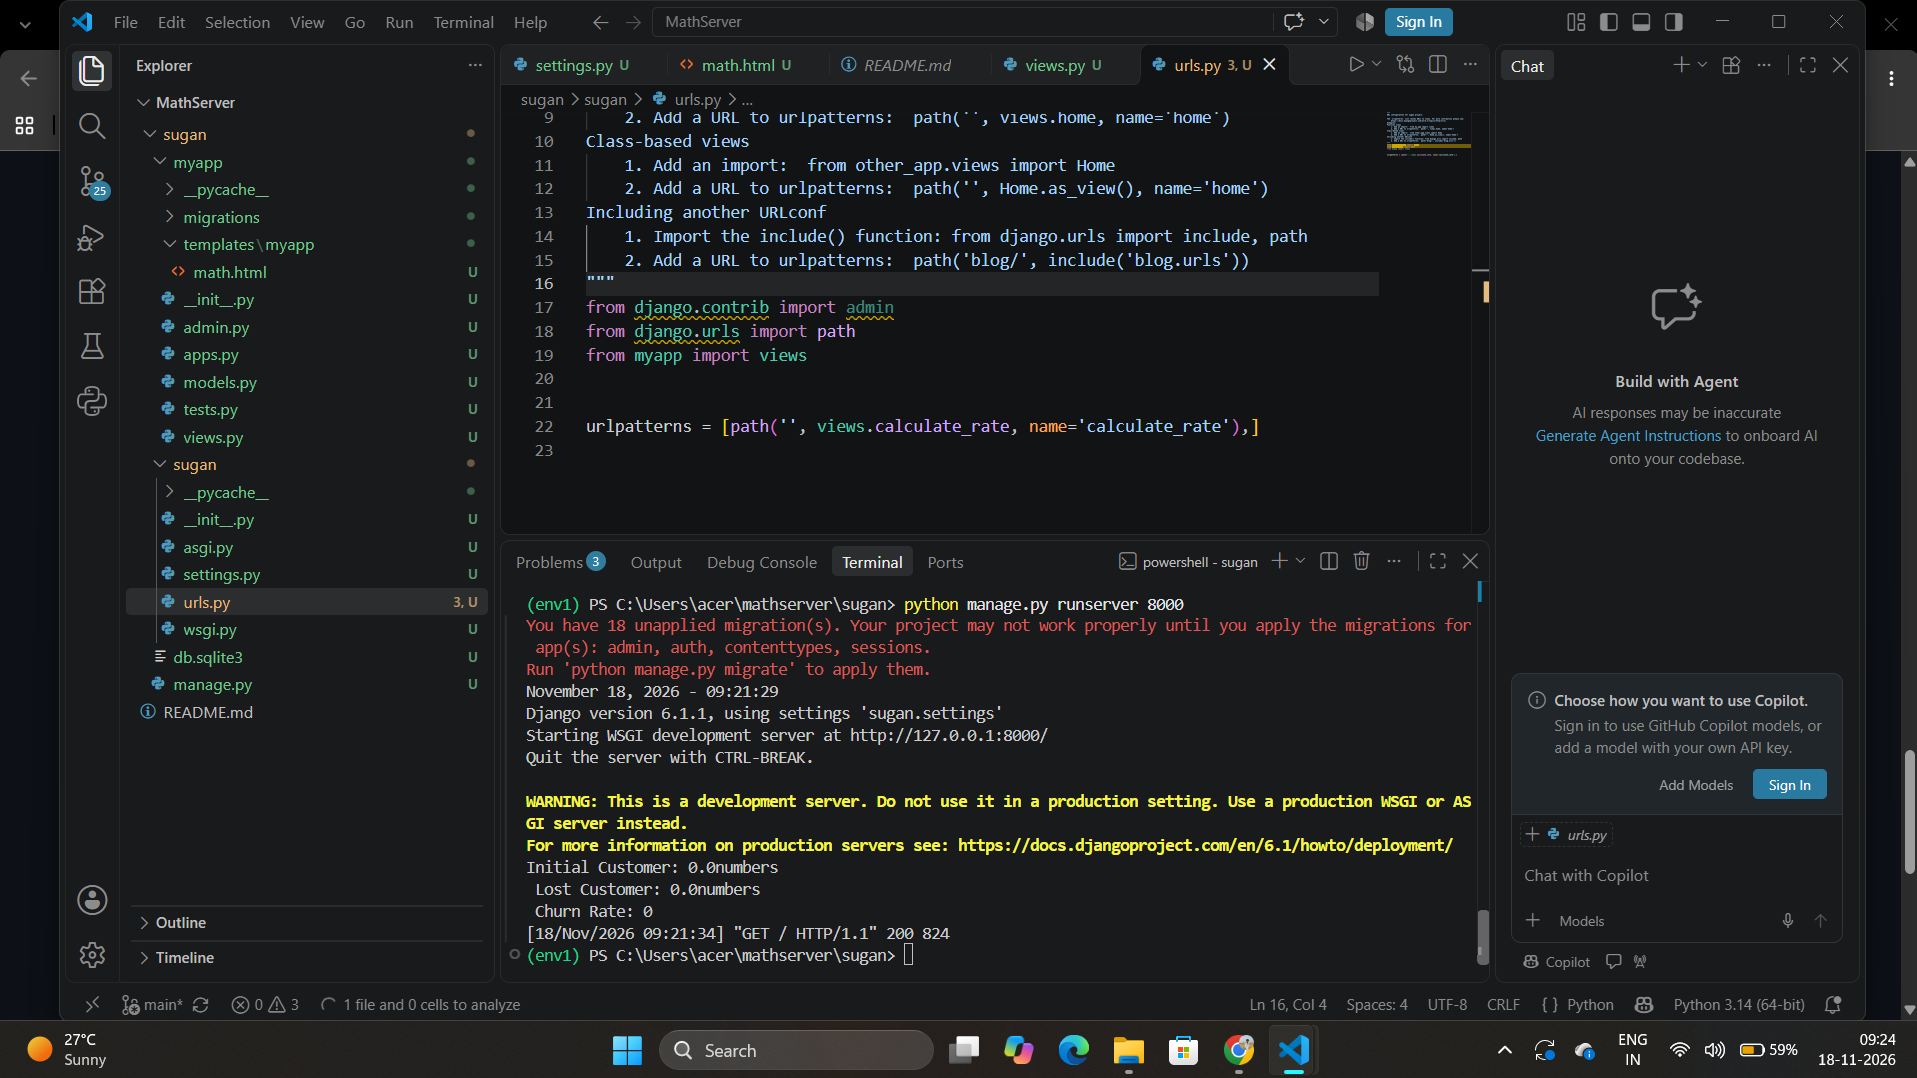 File Edit Selection View Go Run Terminal Help
MathServer
Sign In
Explorer
MathServer
sugan
myapp
__pycache__
migrations
templates\myapp
math.html U
__init__.py U
admin.py U
apps.py U
models.py U
tests.py U
views.py U
sugan
__pycache__
__init__.py U
asgi.py U
settings.py U
urls.py 3, U
wsgi.py U
db.sqlite3 U
manage.py U
README.md
Outline
Timeline
25
settings.py U
math.html U
README.md
views.py U
urls.py 3, U
sugan > sugan > urls.py > ...
9 2. Add a URL to urlpatterns:  path('', views.home, name='home')
10 Class-based views
11 1. Add an import:  from other_app.views import Home
12 2. Add a URL to urlpatterns:  path('', Home.as_view(), name='home')
13 Including another URLconf
14 1. Import the include() function: from django.urls import include, path
15 2. Add a URL to urlpatterns:  path('blog/', include('blog.urls'))
16 """
17 from django.contrib import admin
18 from django.urls import path
19 from myapp import views
20
21
22 urlpatterns = [path('', views.calculate_rate, name='calculate_rate'),]
23
Problems 3 Output Debug Console Terminal Ports
powershell - sugan
(env1) PS C:\Users\acer\mathserver\sugan> python manage.py runserver 8000
You have 18 unapplied migration(s). Your project may not work properly until you apply the migrations for
app(s): admin, auth, contenttypes, sessions.
Run 'python manage.py migrate' to apply them.
November 18, 2026 - 09:21:29
Django version 6.1.1, using settings 'sugan.settings'
Starting WSGI development server at http://127.0.0.1:8000/
Quit the server with CTRL-BREAK.
WARNING: This is a development server. Do not use it in a production setting. Use a production WSGI or AS
GI server instead.
For more information on production servers see: https://docs.djangoproject.com/en/6.1/howto/deployment/
Initial Customer: 0.0numbers
Lost Customer: 0.0numbers
Churn Rate: 0
[18/Nov/2026 09:21:34] "GET / HTTP/1.1" 200 824
(env1) PS C:\Users\acer\mathserver\sugan>
Chat
Build with Agent
AI responses may be inaccurate
Generate Agent Instructions to onboard AI
onto your codebase.
Choose how you want to use Copilot.
Sign in to use GitHub Copilot models, or
add a model with your own API key.
Add Models
Sign In
urls.py
Chat with Copilot
Models
Copilot
main*
0
3
1 file and 0 cells to analyze
Ln 16, Col 4
Spaces: 4
UTF-8
CRLF
{ } Python
Python 3.14 (64-bit)
27°C
Sunny
Search
ENG
IN
59%
09:24
18-11-2026